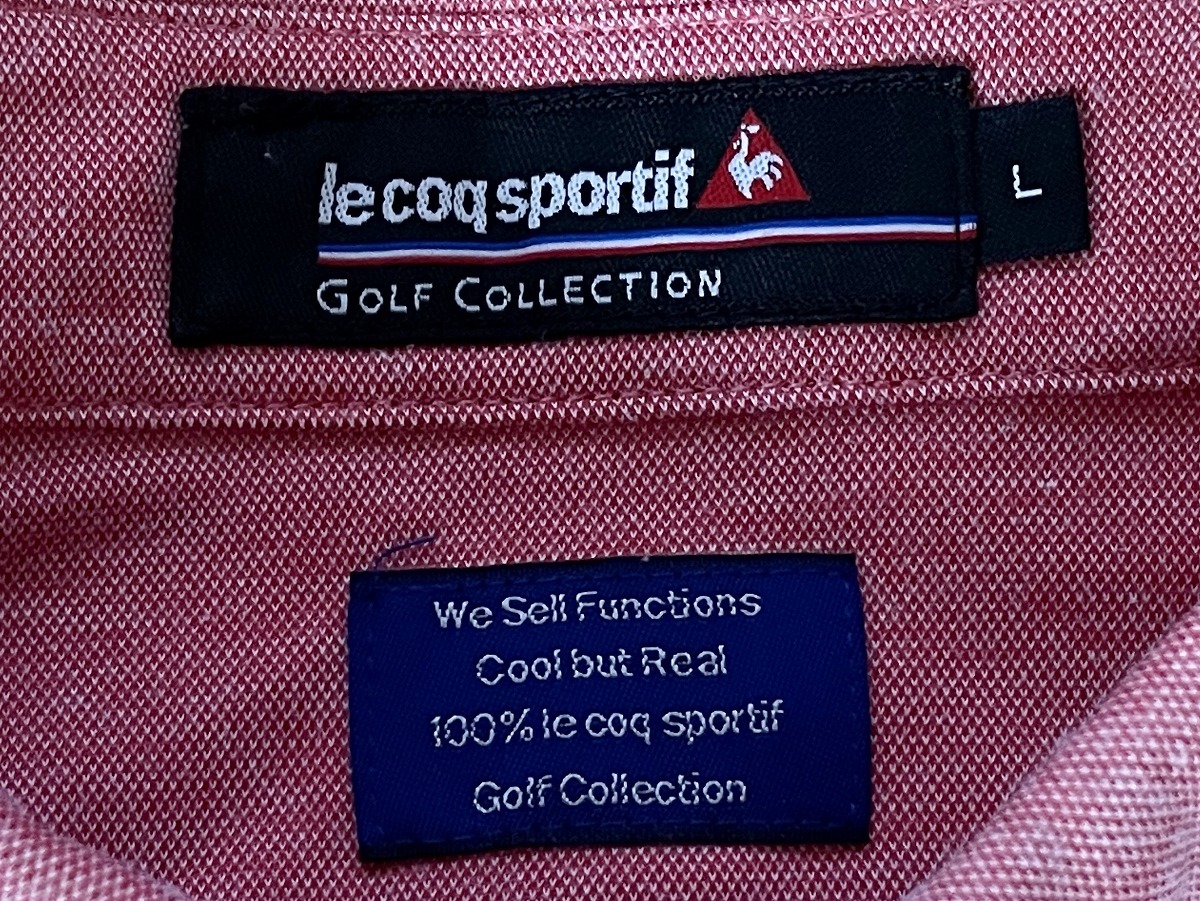 le coq sportif
L
GOLF COLLECTION
We Sell Functions
Cool but Real
100% le coq sportif
Golf Collection